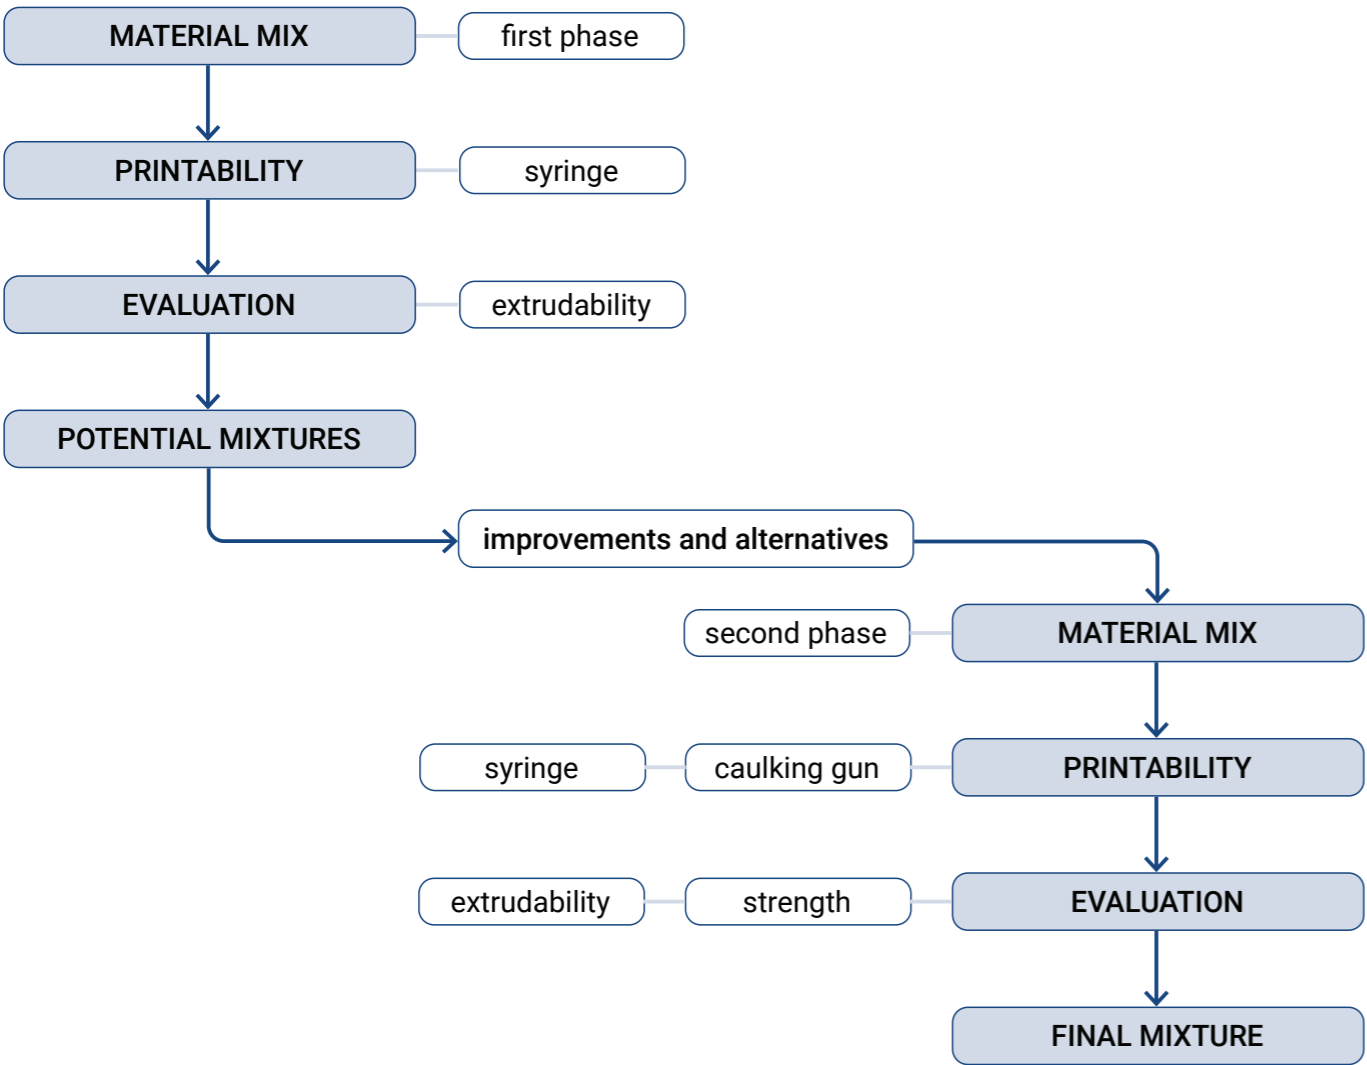 MATERIAL MIX
first phase
PRINTABILITY
syringe
EVALUATION
extrudability
POTENTIAL MIXTURES
improvements and alternatives
second phase
MATERIAL MIX
syringe
caulking gun
PRINTABILITY
extrudability
strength
EVALUATION
FINAL MIXTURE